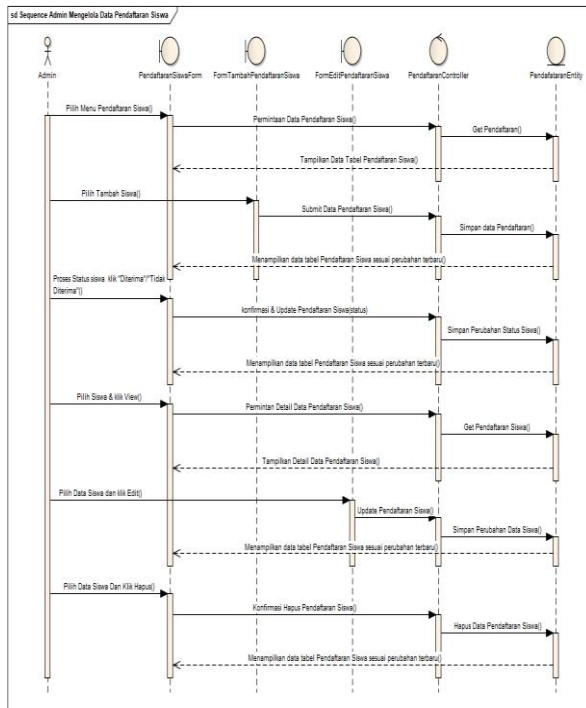 sd Sequence Admin Mengelola Data Pendaftaran Siswa
Admin
PendaftaranSiswaForm
FormTambahPendaftaranSiswa
FormEditPendaftaranSiswa
PendaftaranController
PendafataranEntity
Pilih Menu Pendaftaran Siswa()
Permintaan Data Pendaftaran Siswa()
Get Pendaftaran()
Tampilkan Data Tabel Pendaftaran Siswa()
Pilih Tambah Siswa()
Submit Data Pendaftaran Siswa()
Simpan data Pendaftaran()
Menampilkan data tabel Pendaftaran Siswa sesuai perubahan terbaru()
Proses Status siswa klik "Diterima"/"Tidak
Diterima"()
konfirmasi & Update Pendaftaran Siswa(status)
Simpan Perubahan Status Siswa()
Menampilkan data tabel Pendaftaran Siswa sesuai perubahan terbaru()
Pilih Siswa & klik View()
Permintan Detail Data Pendaftaran Siswa()
Get Pendaftaran Siswa()
Tampilkan Detail Data Pendaftaran Siswa()
Pilih Data Siswa dan klik Edit()
Update Pendaftaran Siswa()
Simpan Perubahan Data Siswa()
Menampilkan data tabel Pendaftaran Siswa sesuai perubahan terbaru()
Pilih Data Siswa Dan Klik Hapus()
Konfirmasi Hapus Pendaftaran Siswa()
Hapus Data Pendaftaran Siswa()
Menampilkan data tabel Pendaftaran Siswa sesuai perubahan terbaru()